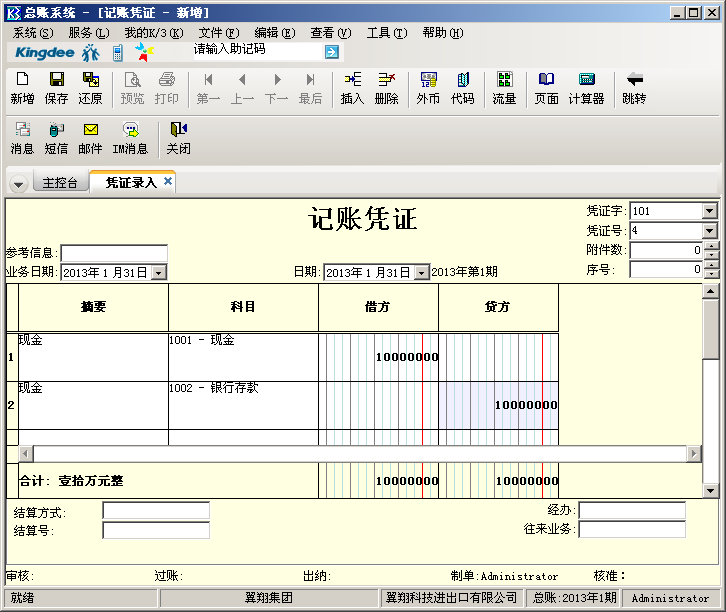 总账系统 - [记账凭证 - 新增]
系统(S) 服务(L) 我的K/3(K) 文件(F) 编辑(E) 查看(V) 工具(T) 帮助(H)
Kingdee 请输入助记码
新增 保存 还原 预览 打印 第一 上一 下一 最后 插入 删除 外币 代码 流量 页面 计算器 跳转
消息 短信 邮件 IM消息 关闭
主控台 凭证录入
记账凭证
凭证字: 101
凭证号: 4
参考信息: 附件数: 0
业务日期: 2013年 1月31日 日期: 2013年 1月31日 2013年第1期 序号: 0
摘要 科目 借方 贷方
1 现金 1001 - 现金 10000000
2 现金 1002 - 银行存款 10000000
合计: 壹拾万元整 10000000 10000000
结算方式: 经办:
结算号: 往来业务:
审核: 过账: 出纳: 制单:Administrator 核准:
就绪 翼翔集团 翼翔科技进出口有限公司 总账:2013年1期 Administrator